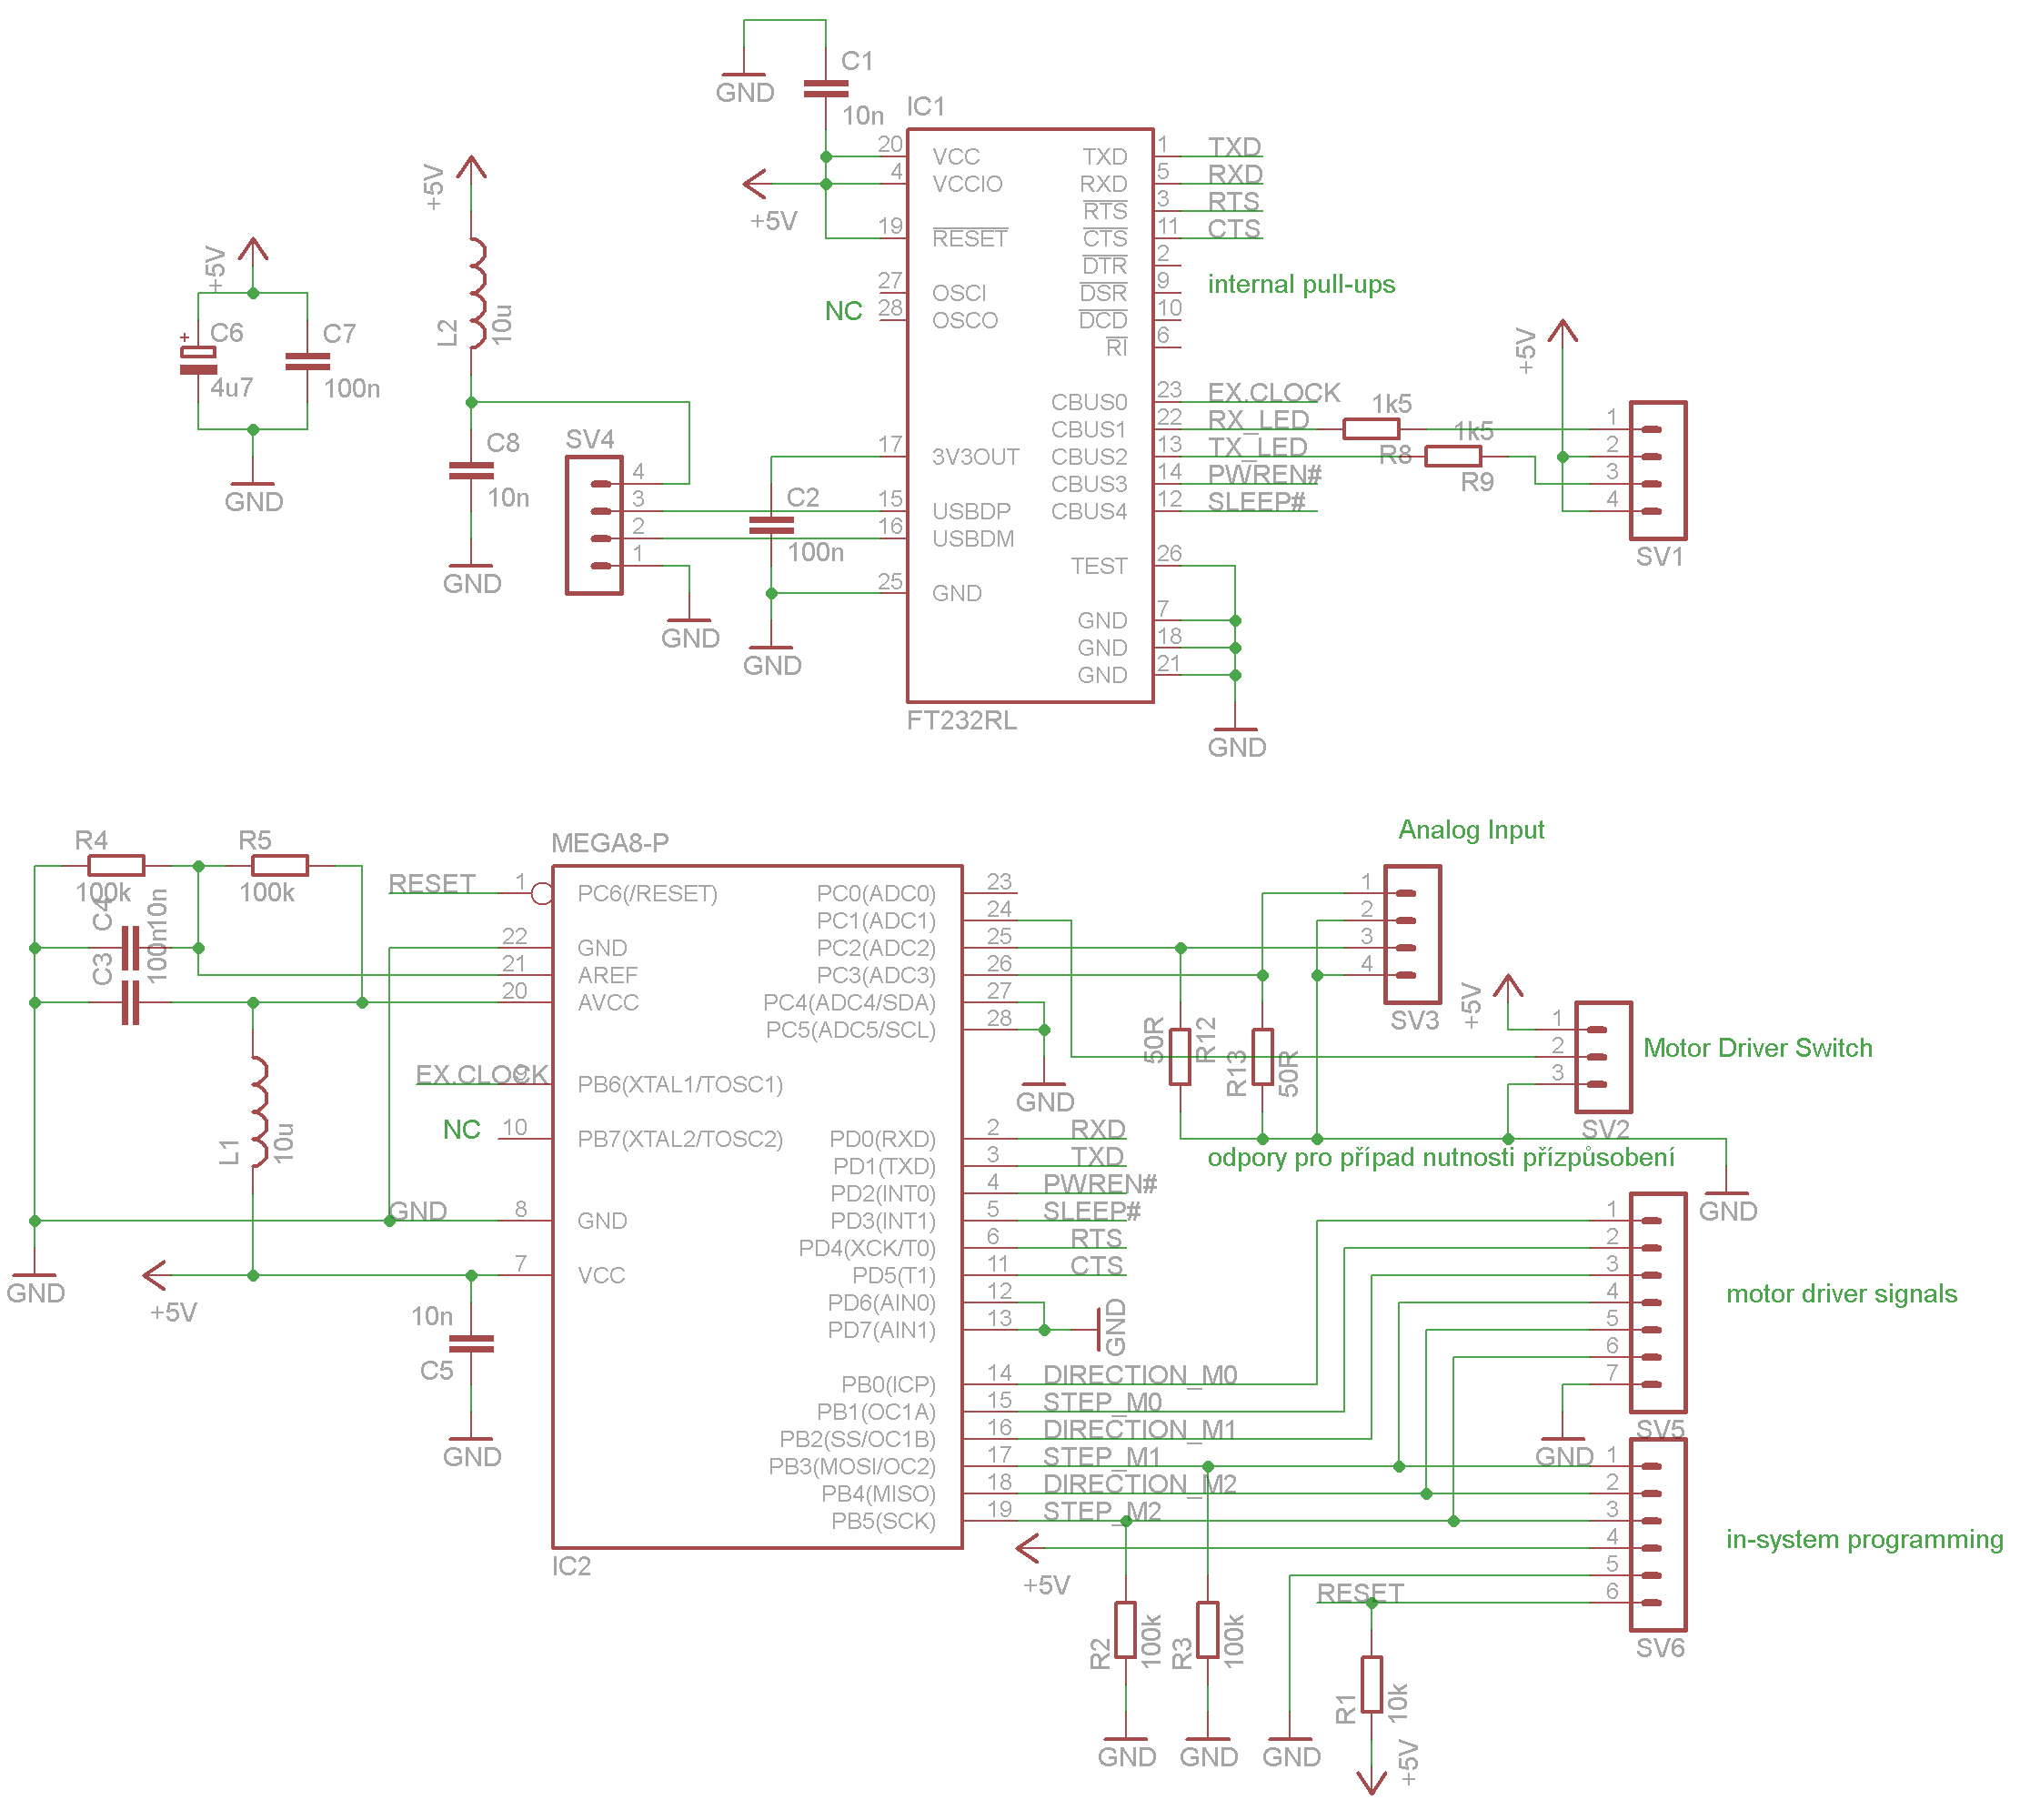 C1
GND
10n
IC1
20 VCC TXD 1 TXD
4 VCCIO RXD 5 RXD
RTS 3 RTS
+5V
19 RESET CTS 11 CTS
DTR 2
27 OSCI DSR 9 internal pull-ups
NC 28 OSCO DCD 10
RI 6
CBUS0 23 EX.CLOCK
CBUS1 22 RX_LED
17 3V3OUT CBUS2 13 TX_LED
CBUS3 14 PWREN#
15 USBDP CBUS4 12 SLEEP#
16 USBDM
TEST 26
25 GND
GND 7
GND 18
GND 21
FT232RL
GND
+5V
C6
4u7
C7
100n
GND
+5V
L2
10u
C8
10n
GND
SV4
4
3
2
1
GND
C2
100n
GND
1k5
R8
1k5
R9
+5V
1
2
3
4
SV1
R4
100k
R5
100k
C4
10n
C3
100n
L1
10u
GND
+5V
10n
C5
GND
MEGA8-P
RESET 1 PC6(/RESET) PC0(ADC0) 23
PC1(ADC1) 24
22 GND PC2(ADC2) 25
21 AREF PC3(ADC3) 26
20 AVCC PC4(ADC4/SDA) 27
PC5(ADC5/SCL) 28
EX.CLOCK 9 PB6(XTAL1/TOSC1)
NC 10 PB7(XTAL2/TOSC2) PD0(RXD) 2 RXD
PD1(TXD) 3 TXD
PD2(INT0) 4 PWREN#
GND 8 GND PD3(INT1) 5 SLEEP#
PD4(XCK/T0) 6 RTS
7 VCC PD5(T1) 11 CTS
PD6(AIN0) 12
PD7(AIN1) 13
GND
PB0(ICP) 14 DIRECTION_M0
PB1(OC1A) 15 STEP_M0
PB2(SS/OC1B) 16 DIRECTION_M1
PB3(MOSI/OC2) 17 STEP_M1
PB4(MISO) 18 DIRECTION_M2
PB5(SCK) 19 STEP_M2
IC2
GND
Analog Input
1
2
3
4
SV3
50R
R12
R13
50R
+5V
1
2
3
SV2
Motor Driver Switch
odpory pro případ nutnosti přízpůsobení
GND
1
2
3
4
5
6
7
SV5
motor driver signals
GND
1
2
3
4
5
6
SV6
in-system programming
+5V
RESET
R2
100k
R3
100k
R1
10k
GND
GND
GND
+5V